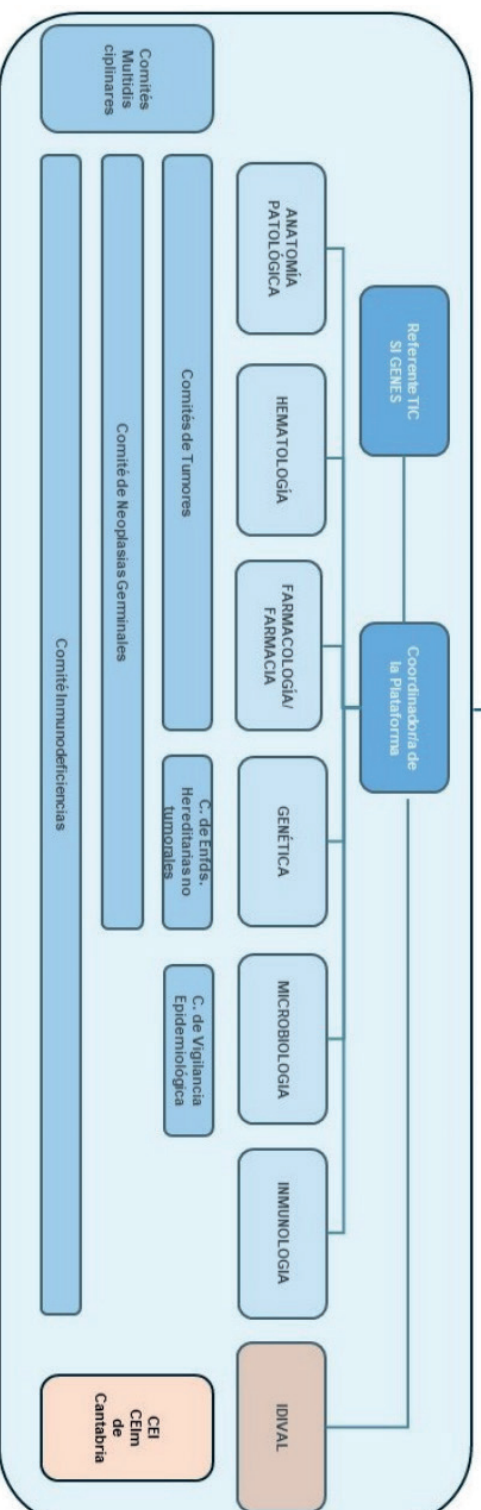 Referente TIC
SI GENES
Coordinador/a de
la Plataforma
ANATOMÍA
PATOLÓGICA
HEMATOLOGÍA
FARMACOLOGÍA/
FARMACIA
GENÉTICA
MICROBIOLOGIA
INMUNOLOGIA
IDIVAL
Comités
Multidis
ciplinares
Comités de Tumores
C. de Enfds.
Hereditarias no
tumorales
C. de Vigilancia
Epidemiológica
Comité de Neoplasias Germinales
Comité Inmunodeficiencias
CEI
CEIm
de
Cantabria